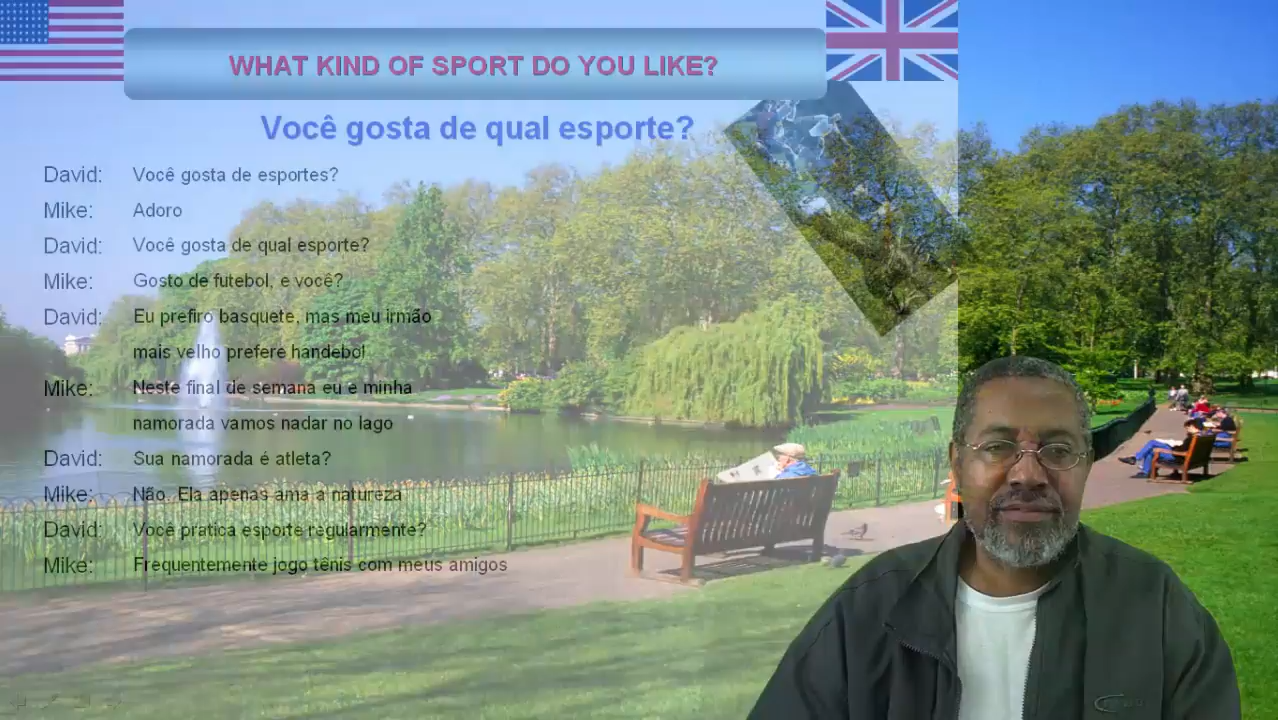 WHAT KIND OF SPORT DO YOU LIKE?
Você gosta de qual esporte?
David: Você gosta de esportes?
Mike: Adoro
David: Você gosta de qual esporte?
Mike: Gosto de futebol, e você?
David: Eu prefiro basquete, mas meu irmão
mais velho prefere handebol
Mike: Neste final de semana eu e minha
namorada vamos nadar no lago
David: Sua namorada é atleta?
Mike: Não. Ela apenas ama a natureza
David: Você pratica esporte regularmente?
Mike: Frequentemente jogo tênis com meus amigos